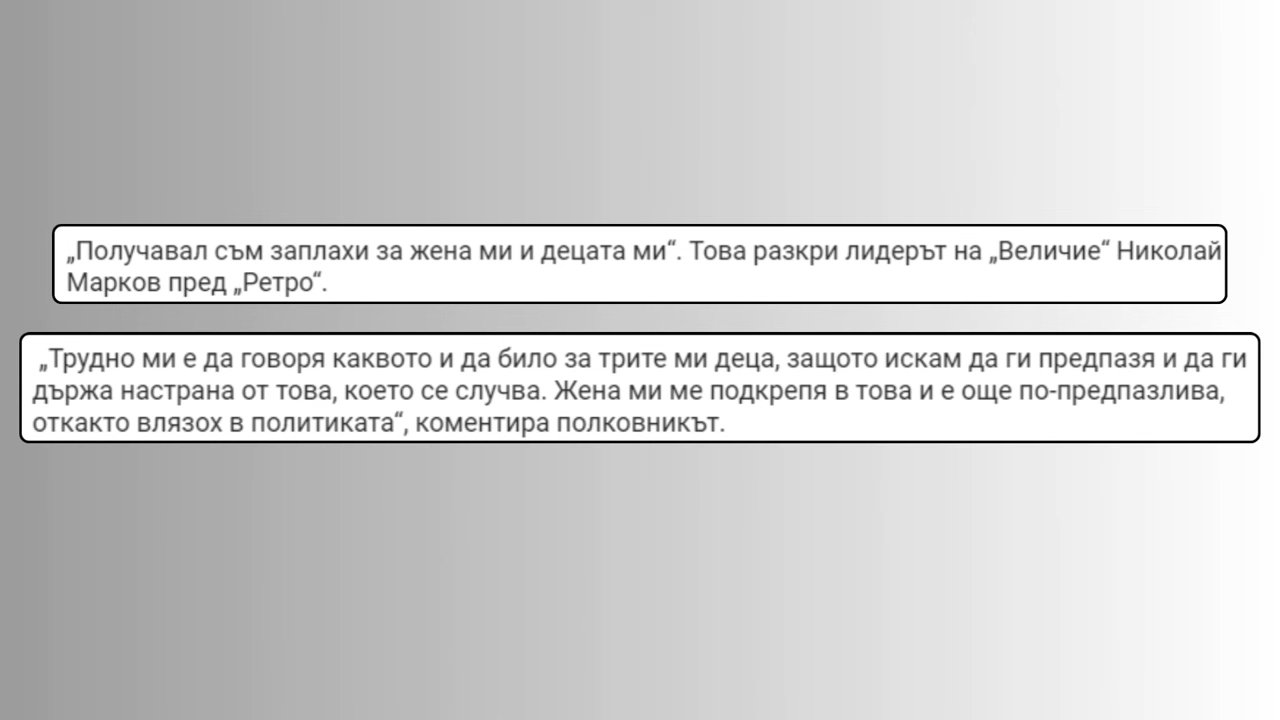 „Получавал съм заплахи за жена ми и децата ми“. Това разкри лидерът на „Величие“ Николай
Марков пред „Ретро“.
„Трудно ми е да говоря каквото и да било за трите ми деца, защото искам да ги предпазя и да ги
държа настрана от това, което се случва. Жена ми ме подкрепя в това и е още по-предпазлива,
откакто влязох в политиката“, коментира полковникът.